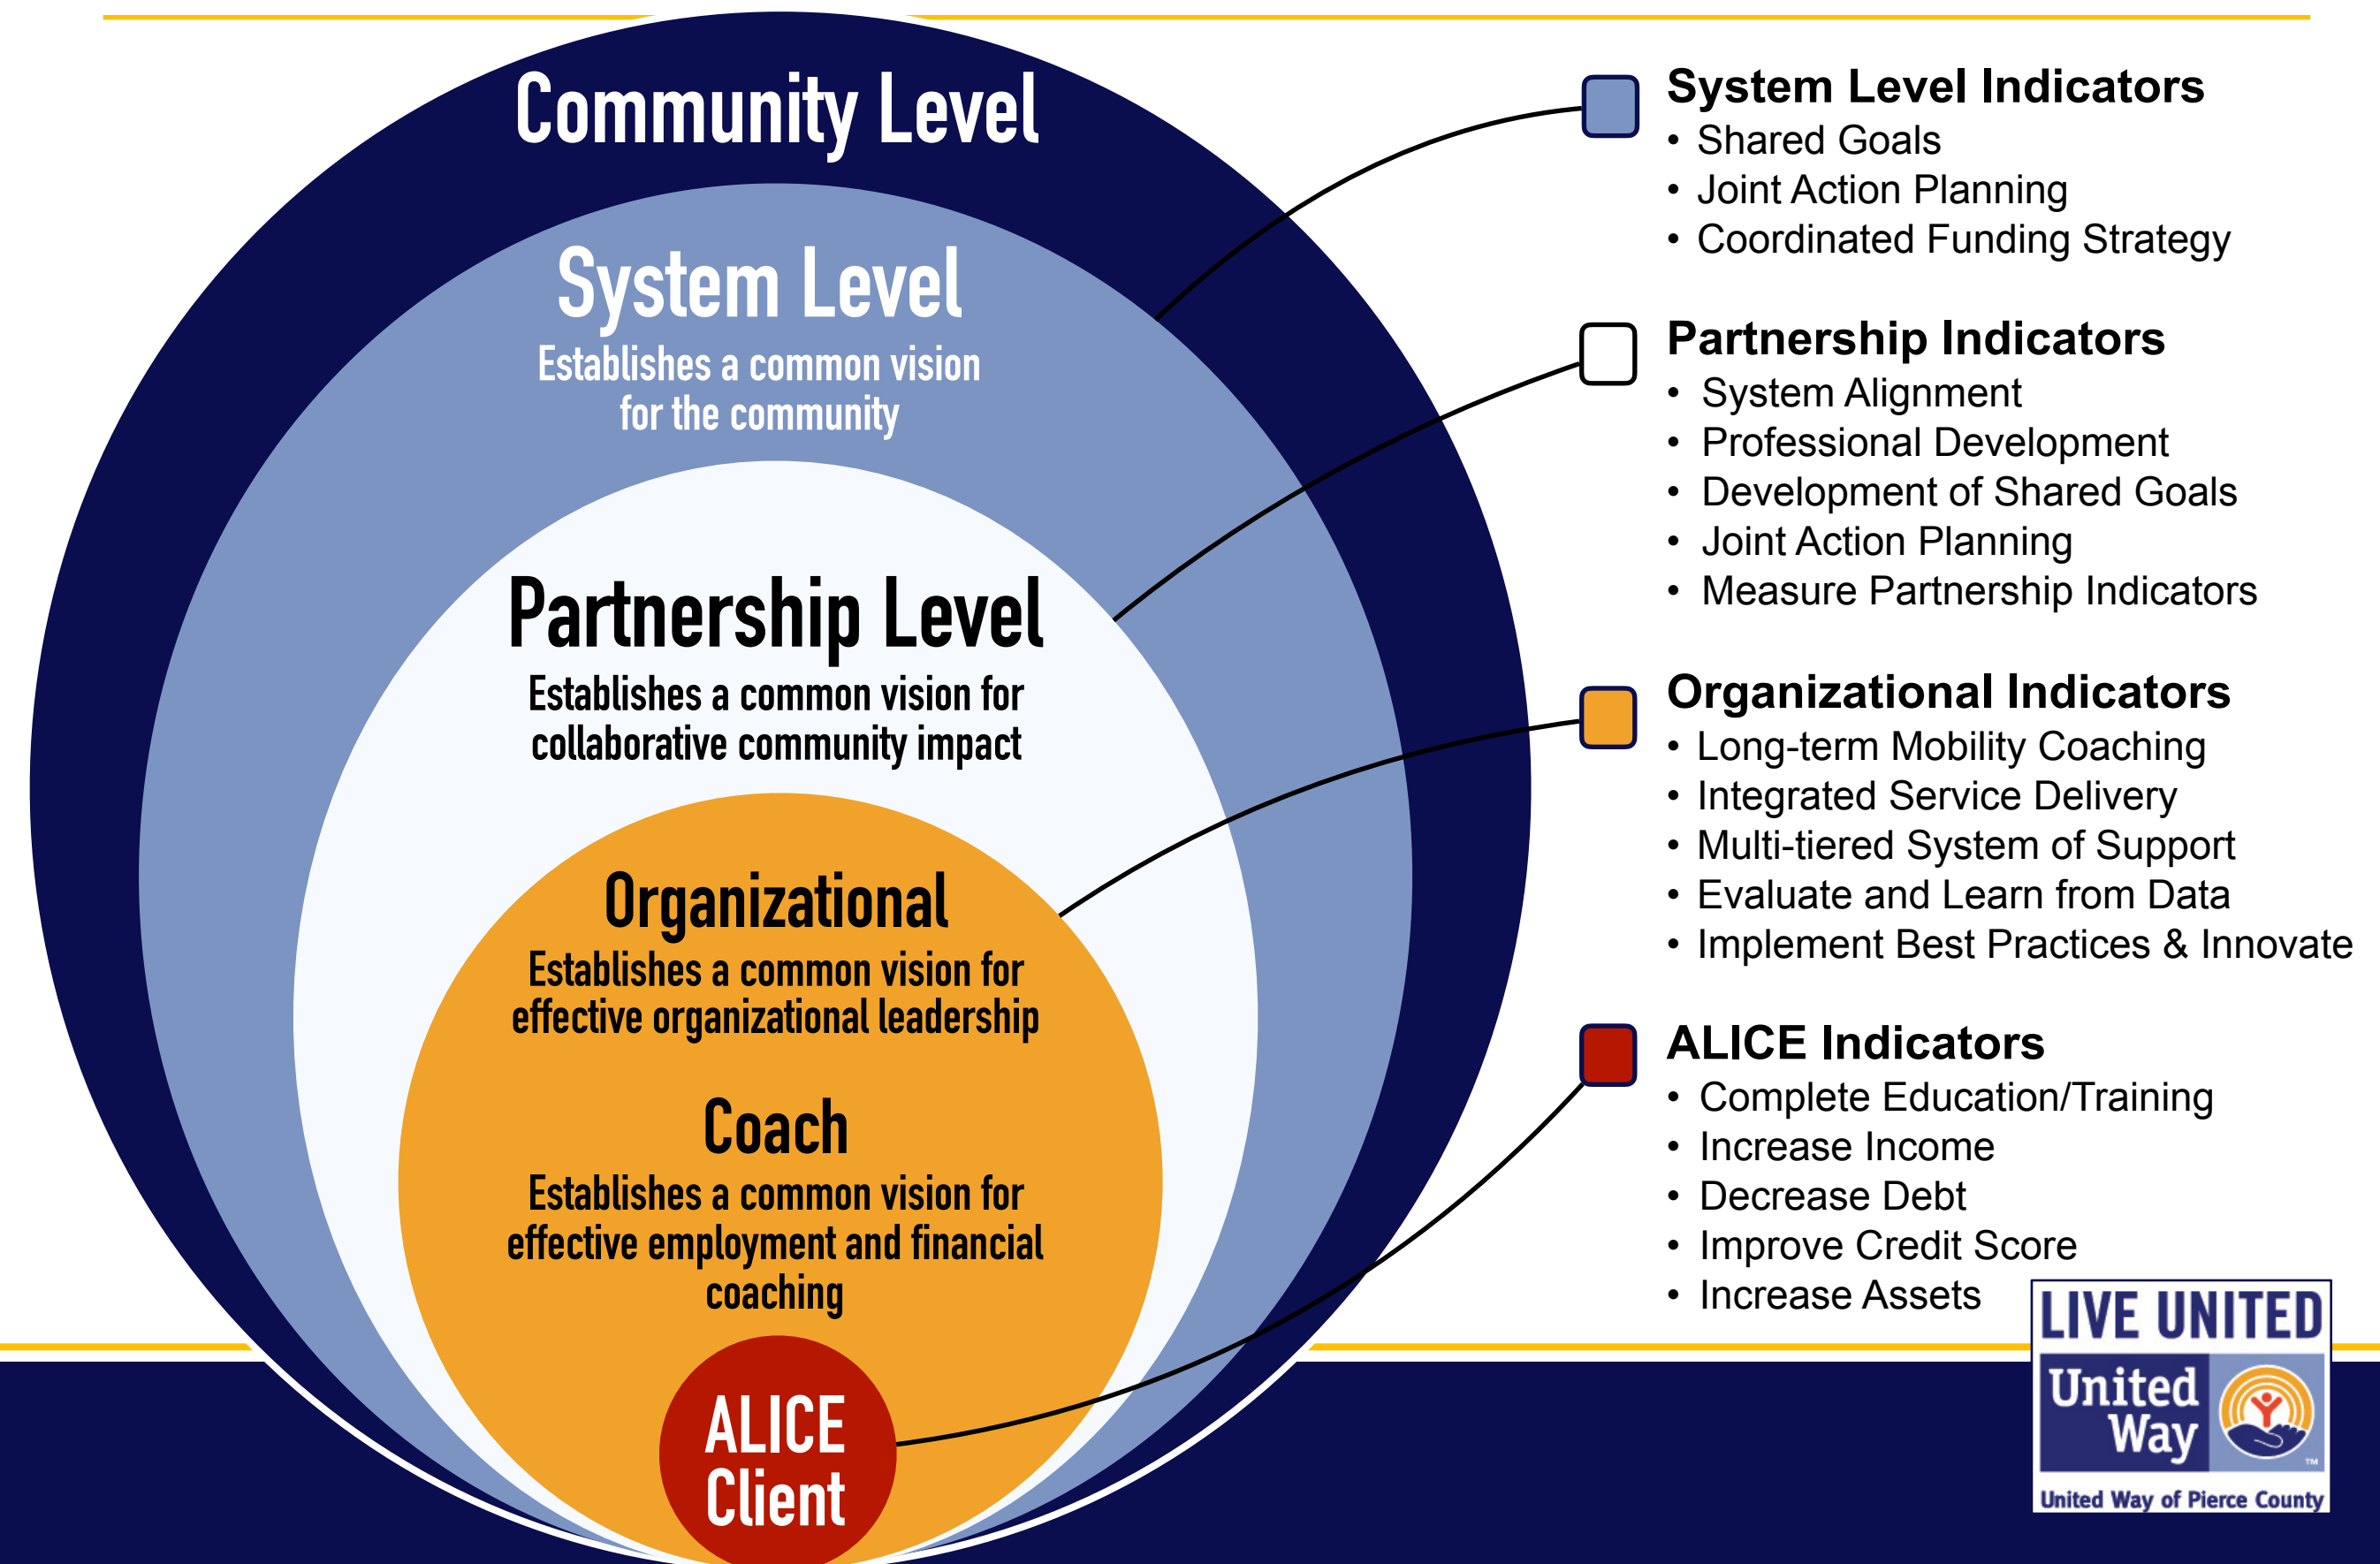 Community Level
System Level
Establishes a common vision
for the community
Partnership Level
Establishes a common vision for
collaborative community impact
Organizational
Establishes a common vision for
effective organizational leadership
Coach
Establishes a common vision for
effective employment and financial
coaching
ALICE
Client
System Level Indicators
• Shared Goals
• Joint Action Planning
• Coordinated Funding Strategy
Partnership Indicators
• System Alignment
• Professional Development
• Development of Shared Goals
• Joint Action Planning
• Measure Partnership Indicators
Organizational Indicators
• Long-term Mobility Coaching
• Integrated Service Delivery
• Multi-tiered System of Support
• Evaluate and Learn from Data
• Implement Best Practices & Innovate
ALICE Indicators
• Complete Education/Training
• Increase Income
• Decrease Debt
• Improve Credit Score
• Increase Assets
LIVE UNITED
United
Way
TM
United Way of Pierce County